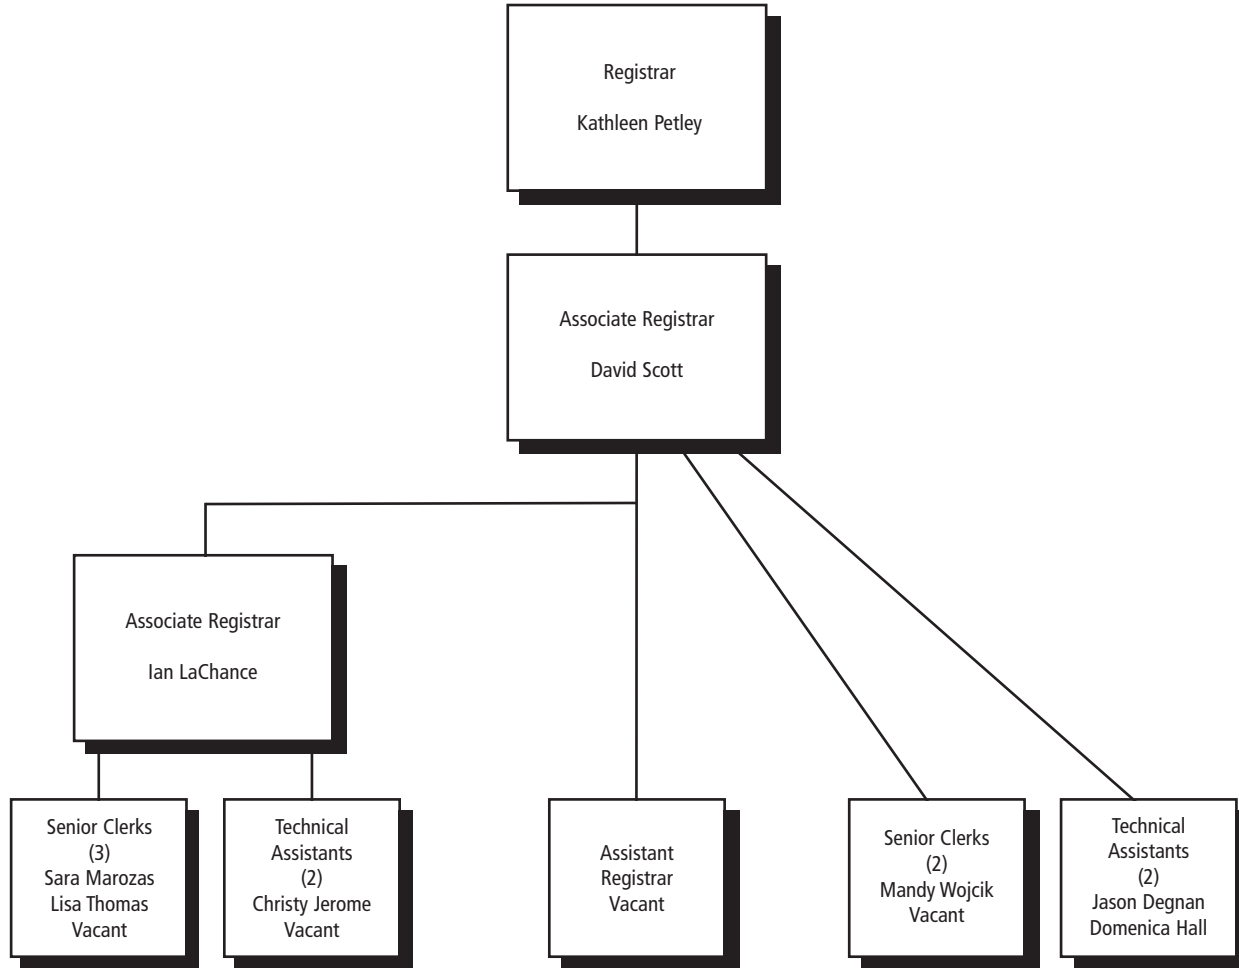 Registrar
Kathleen Petley
Associate Registrar
David Scott
Associate Registrar
Ian LaChance
Senior Clerks
(3)
Sara Marozas
Lisa Thomas
Vacant
Technical
Assistants
(2)
Christy Jerome
Vacant
Assistant
Registrar
Vacant
Senior Clerks
(2)
Mandy Wojcik
Vacant
Technical
Assistants
(2)
Jason Degnan
Domenica Hall